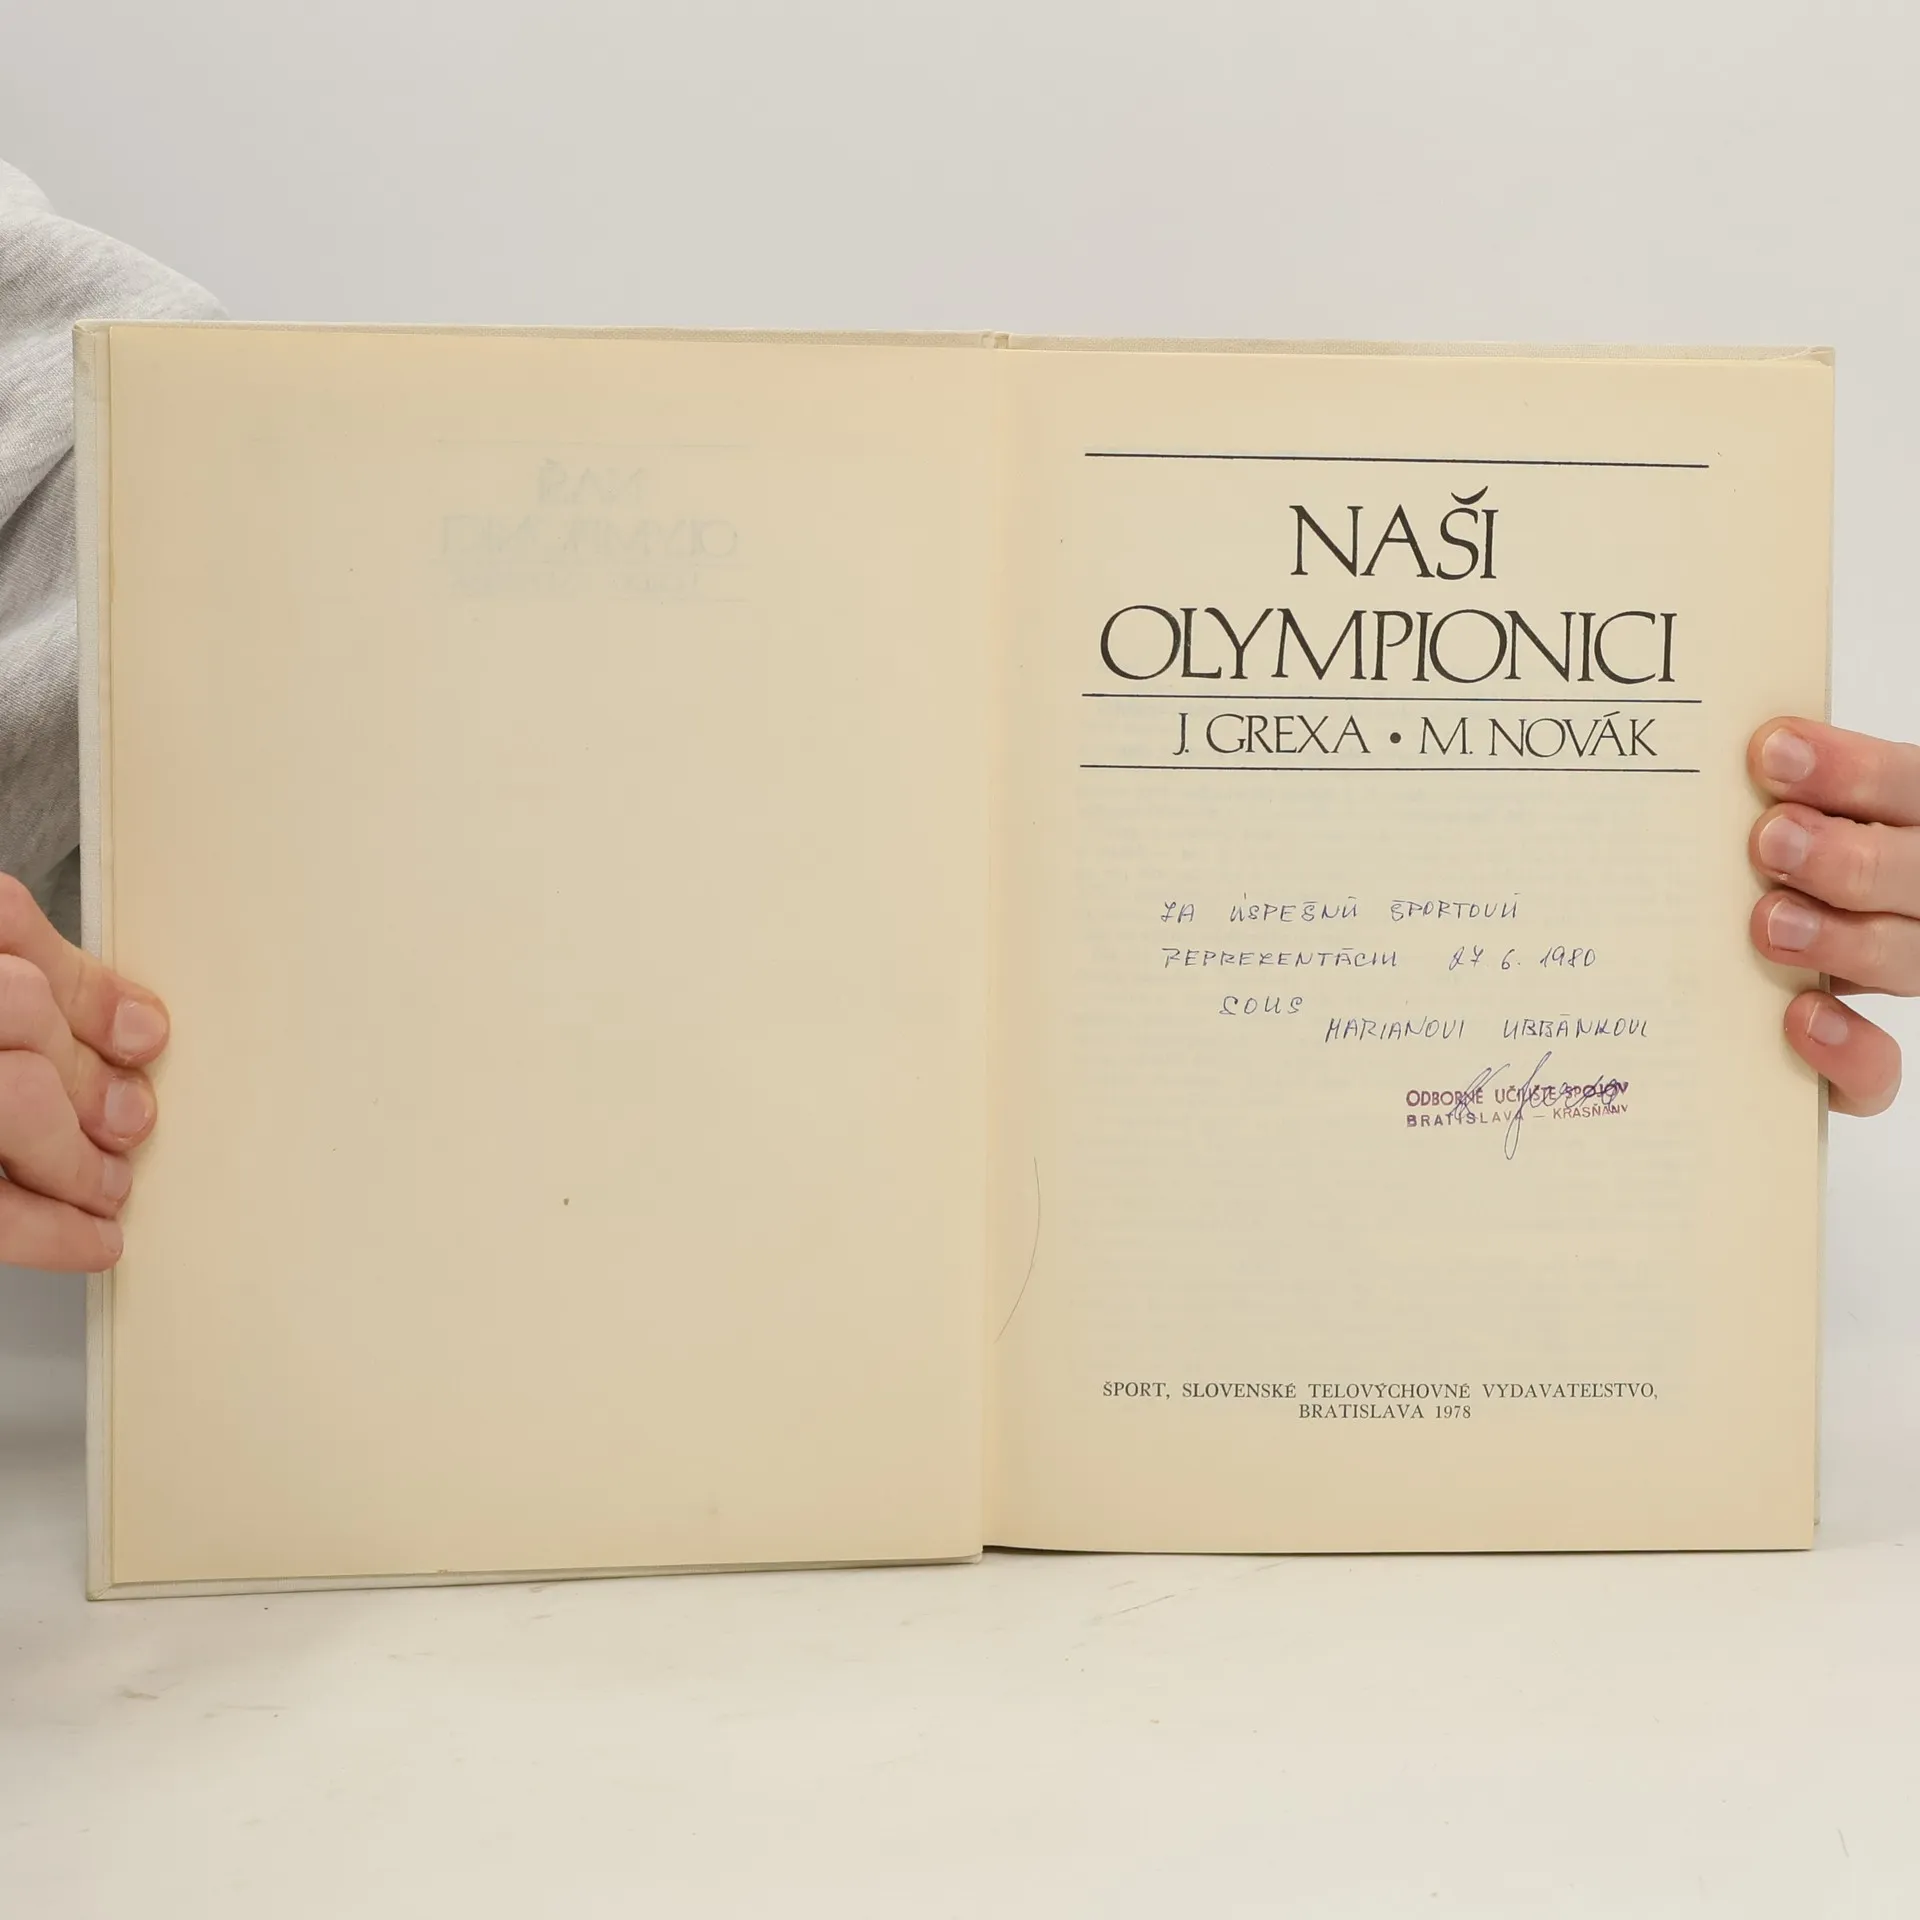 NAŠI
OLYMPIONICI
J. GREXA • M. NOVÁK
ZA ÚSPEŠNÚ ŠPORTOVÚ
REPREZENTÁCIU 27 6. 1980
SOUS
MARIANOVI URBÁNKOVI
ODBORNÉ UČILIŠTE SPOJOV
BRATISLAVA — KRASŇANY
ŠPORT, SLOVENSKÉ TELOVÝCHOVNÉ VYDAVATEĽSTVO,
BRATISLAVA 1978